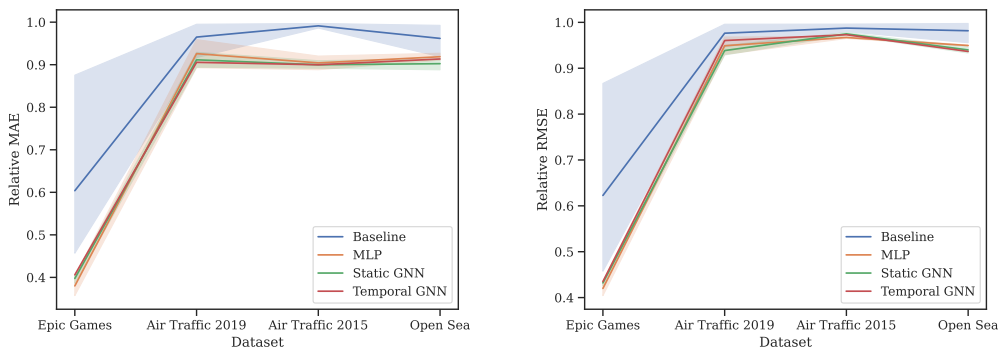 1.0
0.9
0.8
0.7
0.6
0.5
0.4
Relative MAE
Baseline
MLP
Static GNN
Temporal GNN
Epic Games Air Traffic 2019 Air Traffic 2015 Open Sea
Dataset
1.0
0.9
0.8
0.7
0.6
0.5
0.4
Relative RMSE
Baseline
MLP
Static GNN
Temporal GNN
Epic Games Air Traffic 2019 Air Traffic 2015 Open Sea
Dataset